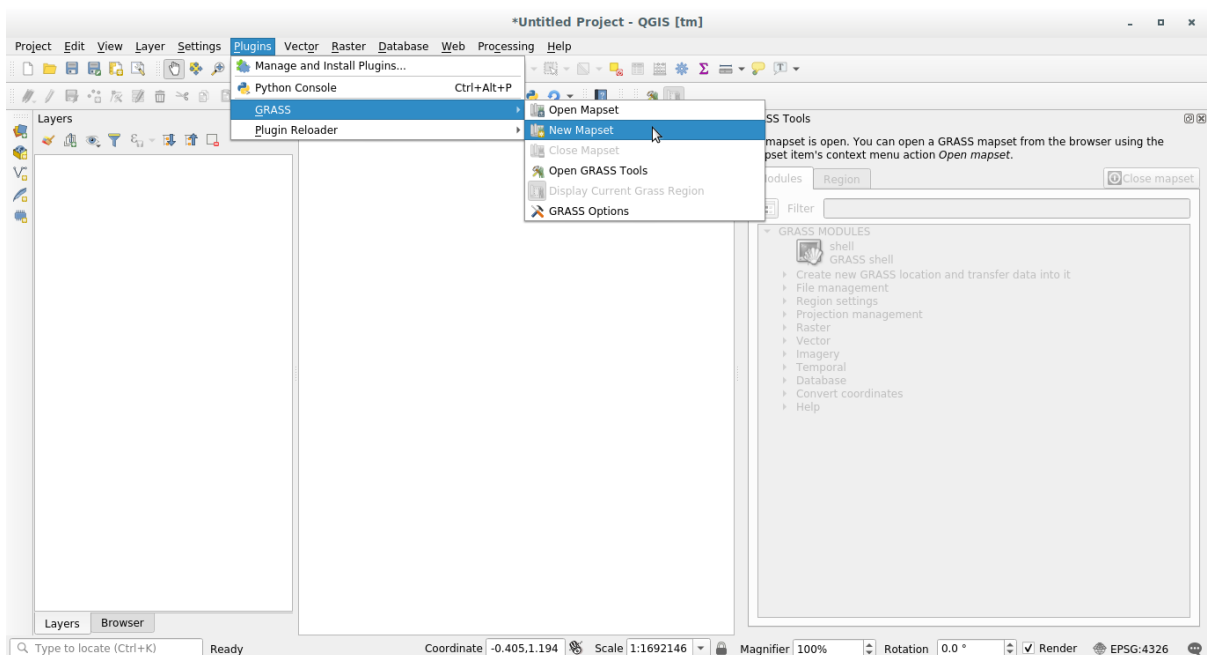 *Untitled Project - QGIS [tm]
Project Edit View Layer Settings Plugins Vector Raster Database Web Processing Help
Manage and Install Plugins...
Python Console Ctrl+Alt+P
GRASS
Plugin Reloader
Open Mapset
New Mapset
Close Mapset
Open GRASS Tools
Display Current Grass Region
GRASS Options
Layers
SS Tools
mapset is open. You can open a GRASS mapset from the browser using the
pset item's context menu action Open mapset.
odules Region Close mapset
Filter
GRASS MODULES
shell
GRASS shell
Create new GRASS location and transfer data into it
File management
Region settings
Projection management
Raster
Vector
Imagery
Temporal
Database
Convert coordinates
Help
Layers Browser
Type to locate (Ctrl+K) Ready Coordinate -0.405,1.194 Scale 1:1692146 Magnifier 100% Rotation 0.0 ° Render EPSG:4326